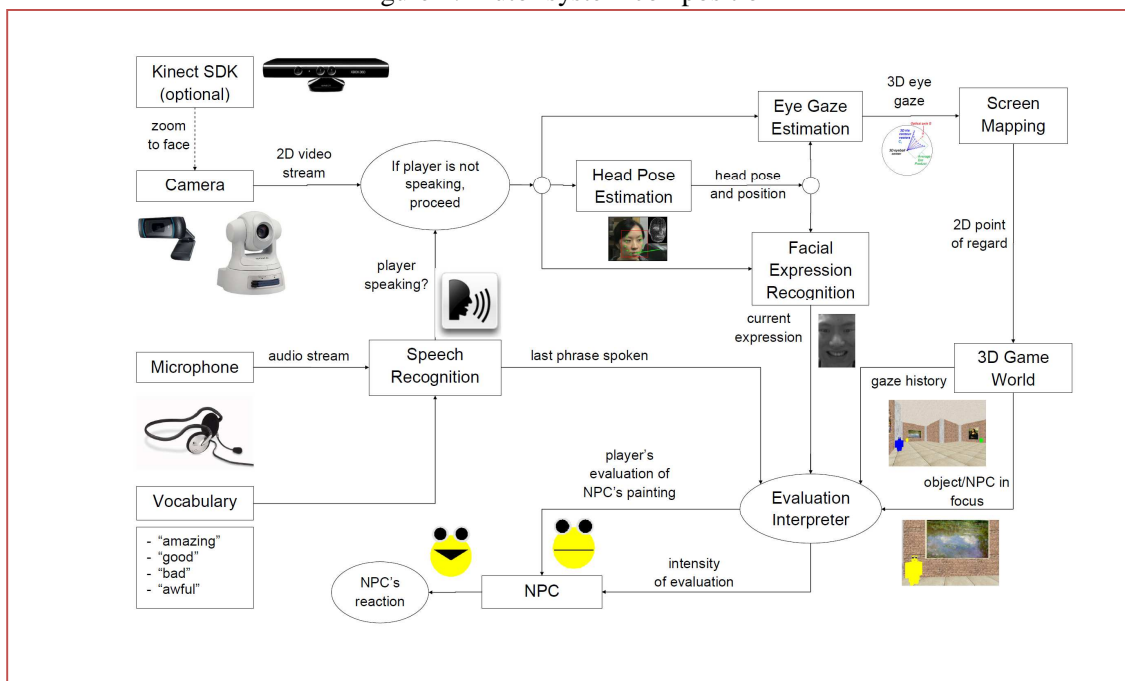 Kinect SDK
(optional)
zoom
to face
Camera
2D video
stream
If player is not
speaking,
proceed
Head Pose
Estimation
head pose
and position
Eye Gaze
Estimation
3D eye
gaze
Screen
Mapping
2D point
of regard
Facial
Expression
Recognition
current
expression
player
speaking?
Microphone
audio stream
Speech
Recognition
last phrase spoken
3D Game
World
gaze history
object/NPC in
focus
Vocabulary
- "amazing"
- "good"
- "bad"
- "awful"
player's
evaluation of
NPC's painting
Evaluation
Interpreter
intensity
of evaluation
NPC
NPC's
reaction